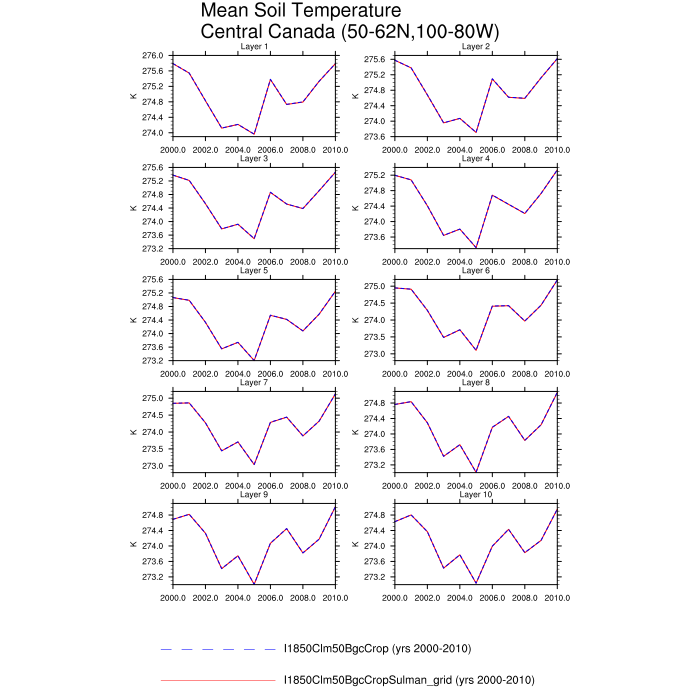 Mean Soil Temperature
Central Canada (50-62N,100-80W)
Layer 1
276.0
275.6
275.2
274.8
274.4
274.0
K
2000.0 2002.0 2004.0 2006.0 2008.0 2010.0
Layer 2
275.6
275.2
274.8
274.4
274.0
273.6
K
2000.0 2002.0 2004.0 2006.0 2008.0 2010.0
Layer 3
275.6
275.2
274.8
274.4
274.0
273.6
273.2
K
2000.0 2002.0 2004.0 2006.0 2008.0 2010.0
Layer 4
275.2
274.8
274.4
274.0
273.6
K
2000.0 2002.0 2004.0 2006.0 2008.0 2010.0
Layer 5
275.6
275.2
274.8
274.4
274.0
273.6
273.2
K
2000.0 2002.0 2004.0 2006.0 2008.0 2010.0
Layer 6
275.0
274.5
274.0
273.5
273.0
K
2000.0 2002.0 2004.0 2006.0 2008.0 2010.0
Layer 7
275.0
274.5
274.0
273.5
273.0
K
2000.0 2002.0 2004.0 2006.0 2008.0 2010.0
Layer 8
274.8
274.4
274.0
273.6
273.2
K
2000.0 2002.0 2004.0 2006.0 2008.0 2010.0
Layer 9
274.8
274.4
274.0
273.6
273.2
K
2000.0 2002.0 2004.0 2006.0 2008.0 2010.0
Layer 10
274.8
274.4
274.0
273.6
273.2
K
2000.0 2002.0 2004.0 2006.0 2008.0 2010.0
I1850Clm50BgcCrop (yrs 2000-2010)
I1850Clm50BgcCropSulman_grid (yrs 2000-2010)